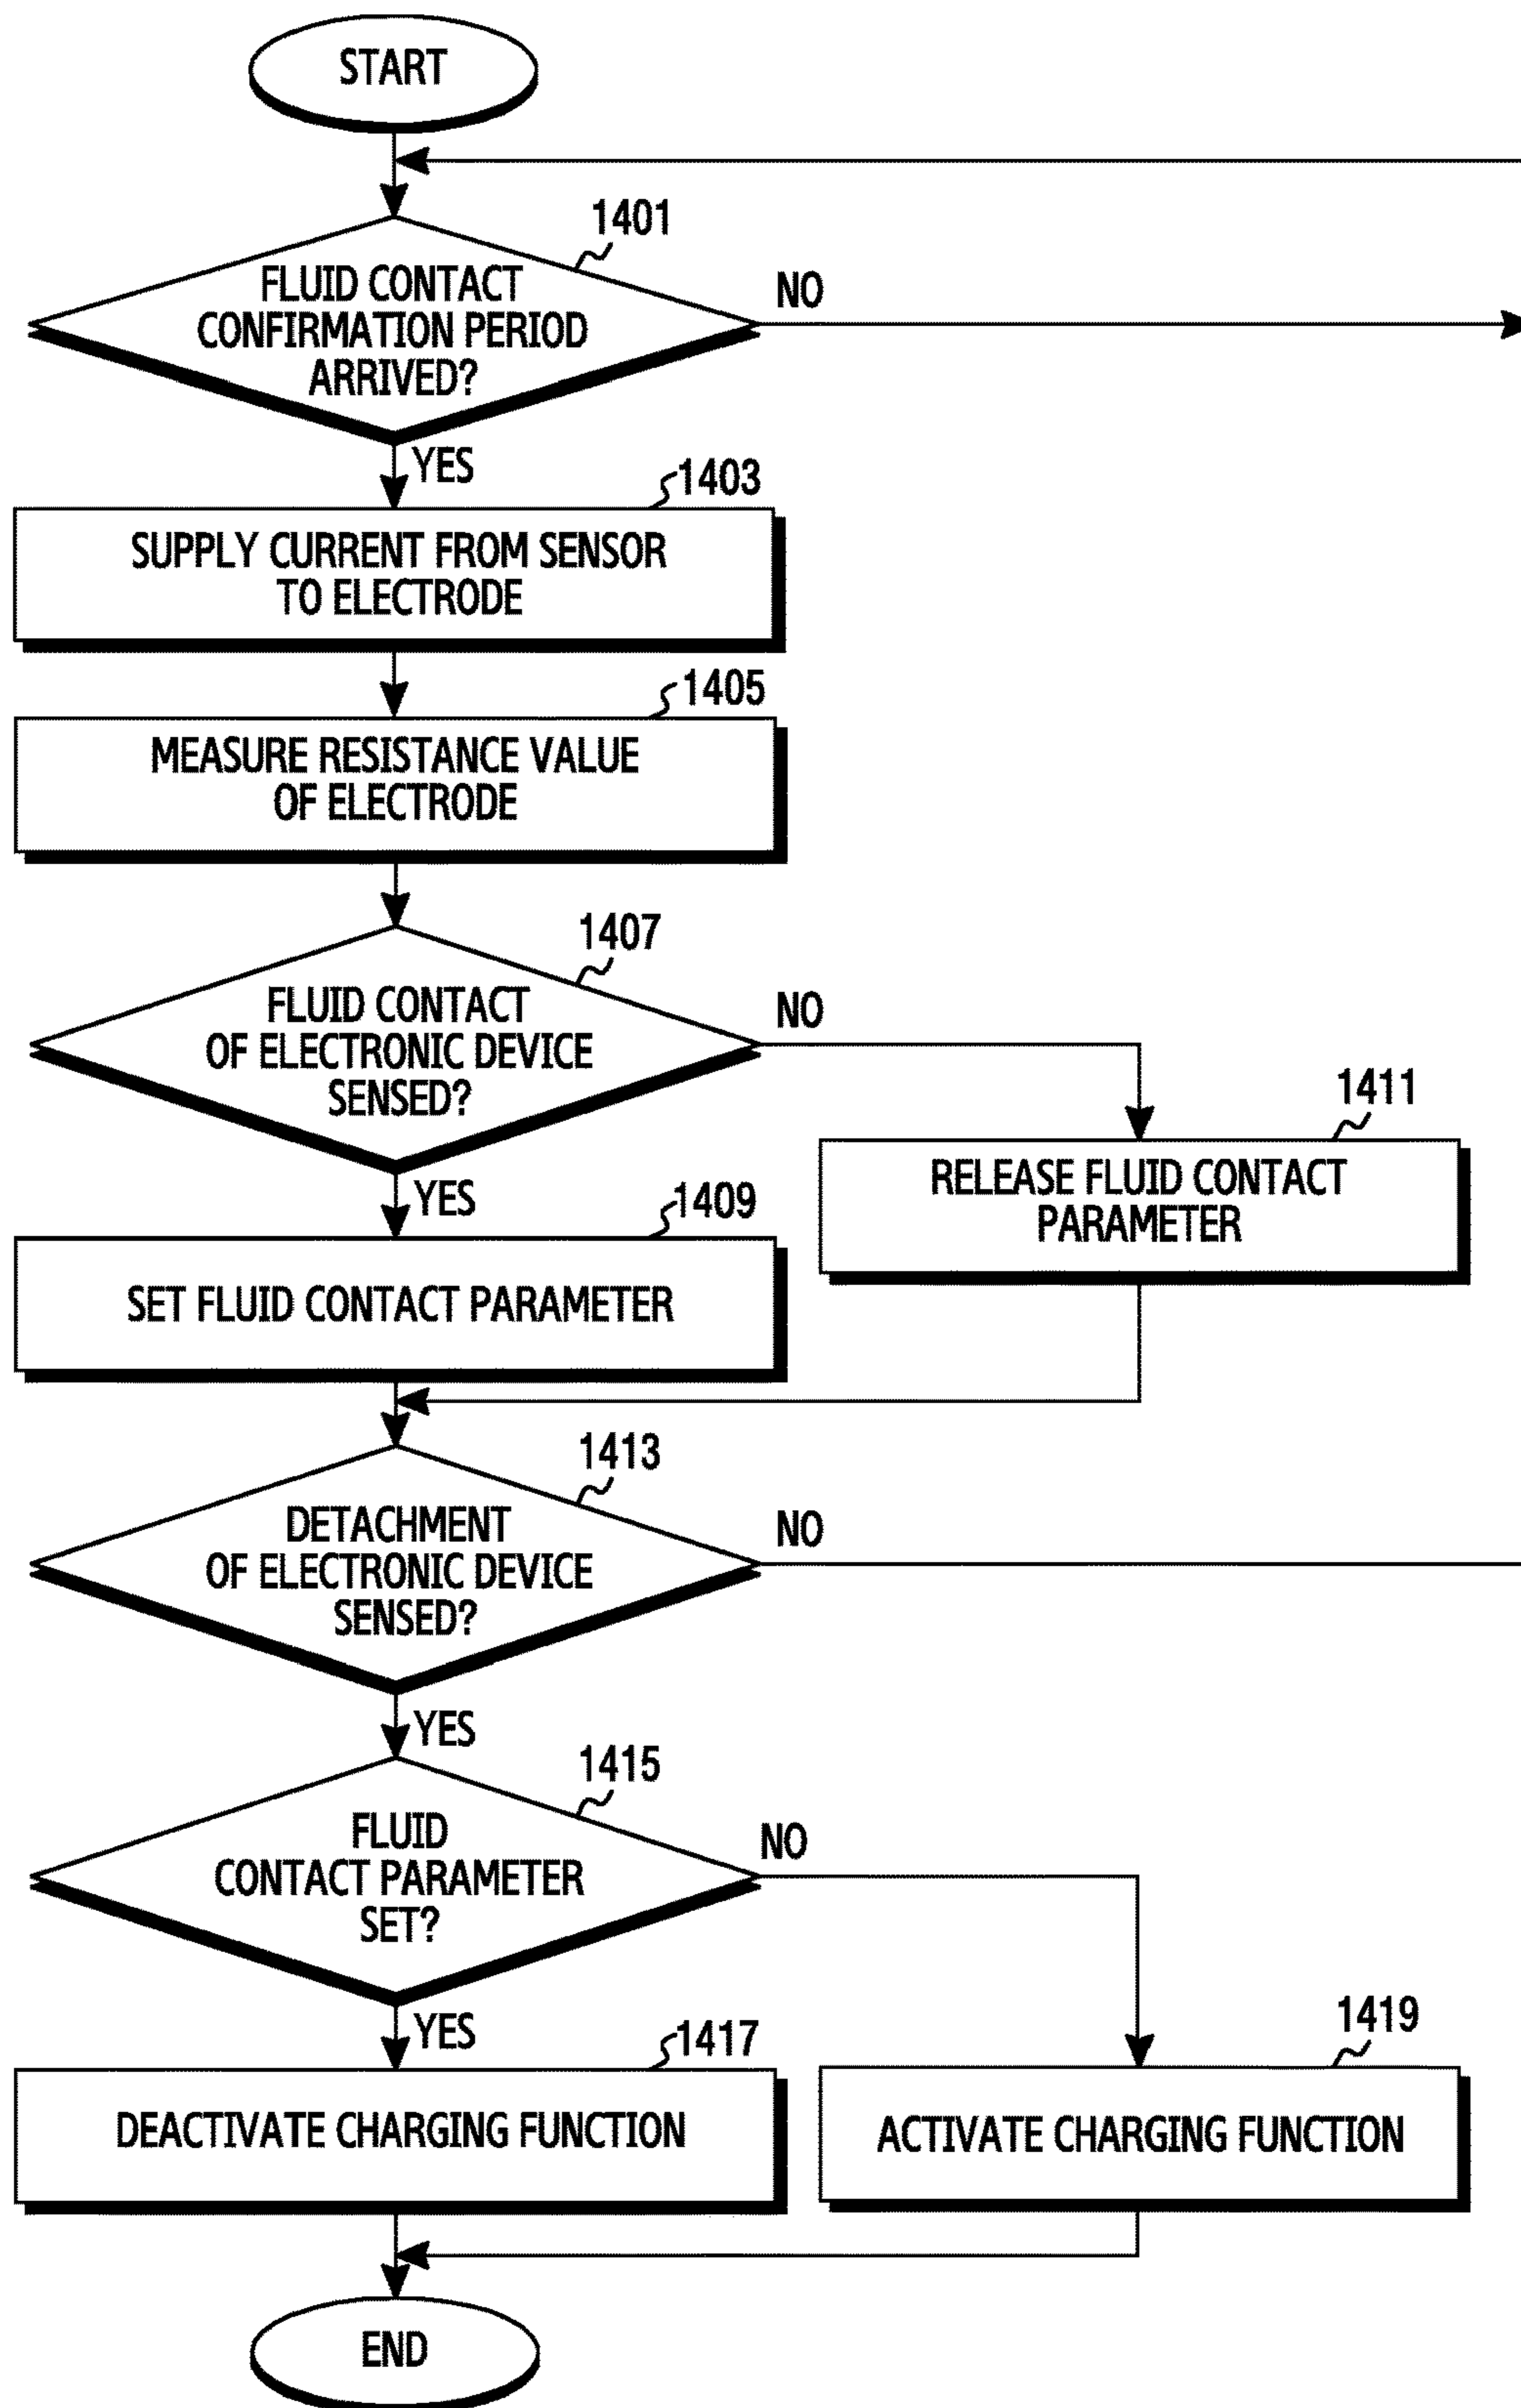 START
1401
FLUID CONTACT
CONFIRMATION PERIOD
ARRIVED?
NO
YES
1403
SUPPLY CURRENT FROM SENSOR
TO ELECTRODE
1405
MEASURE RESISTANCE VALUE
OF ELECTRODE
1407
FLUID CONTACT
OF ELECTRONIC DEVICE
SENSED?
NO
YES
1411
RELEASE FLUID CONTACT
PARAMETER
1409
SET FLUID CONTACT PARAMETER
1413
DETACHMENT
OF ELECTRONIC DEVICE
SENSED?
NO
YES
1415
FLUID
CONTACT PARAMETER
SET?
NO
YES
1417
DEACTIVATE CHARGING FUNCTION
1419
ACTIVATE CHARGING FUNCTION
END